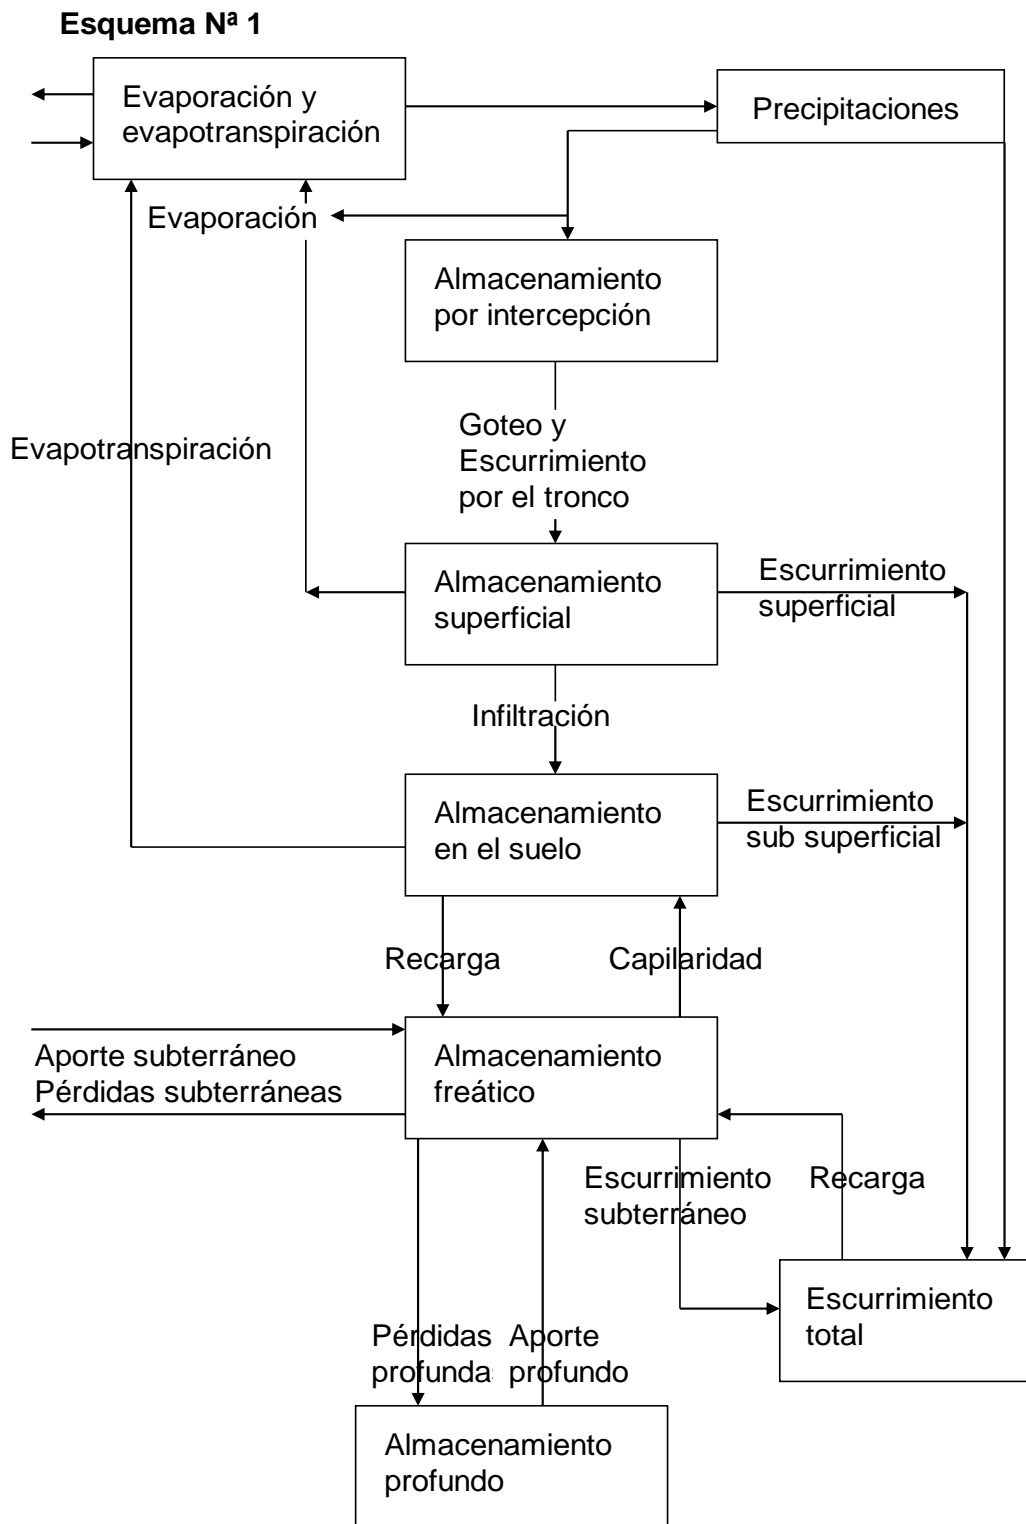 Esquema Nª 1
Evaporación y
evapotranspiración
Precipitaciones
Evaporación
Almacenamiento
por intercepción
Goteo y
Escurrimiento
por el tronco
Evapotranspiración
Almacenamiento
superficial
Escurrimiento
superficial
Infiltración
Almacenamiento
en el suelo
Escurrimiento
sub superficial
Recarga
Capilaridad
Aporte subterráneo
Pérdidas subterráneas
Almacenamiento
freático
Escurrimiento
subterráneo
Recarga
Escurrimiento
total
Pérdidas
profundas
Aporte
profundo
Almacenamiento
profundo